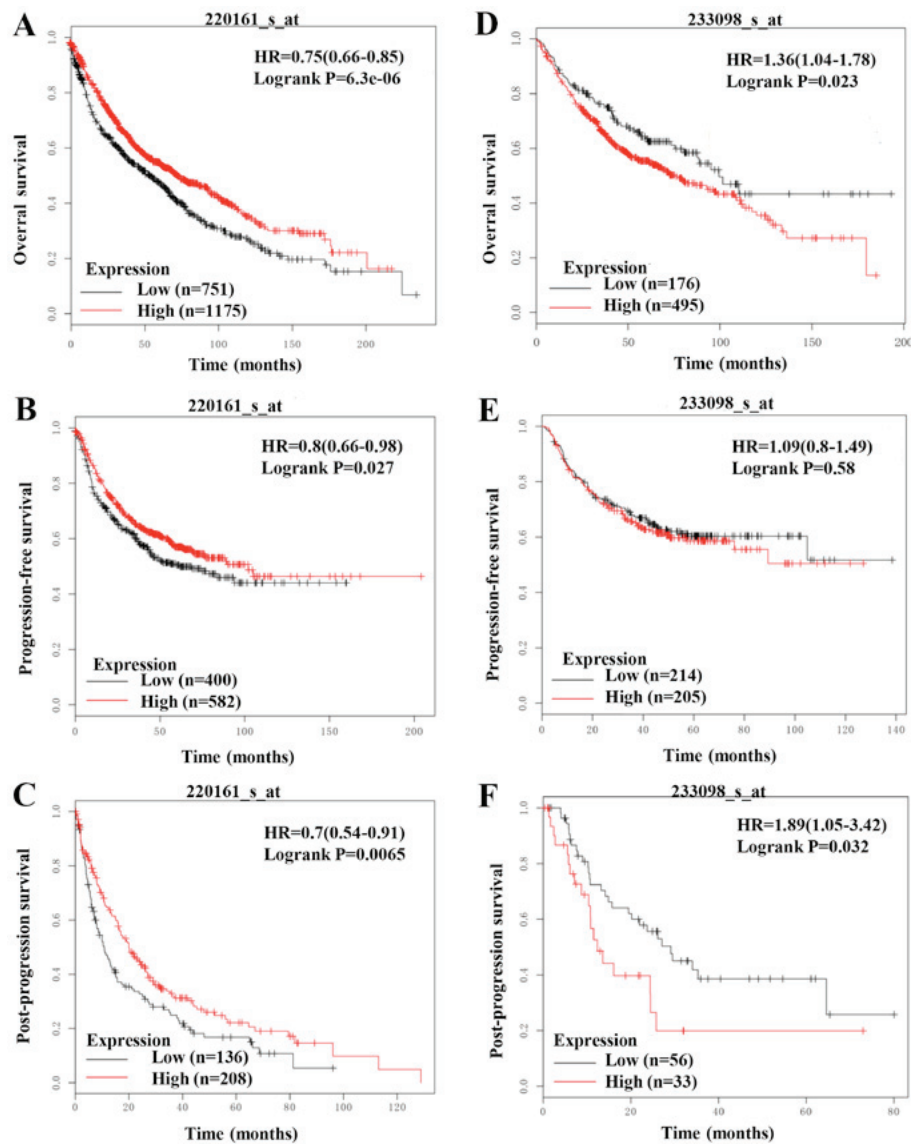 A
220161_s_at
HR=0.75(0.66-0.85)
Logrank P=6.3e-06
Overral survival
1.0
0.8
0.6
0.4
0.2
0.0
Expression
Low (n=751)
High (n=1175)
0 50 100 150 200
Time (months)
D
233098_s_at
HR=1.36(1.04-1.78)
Logrank P=0.023
Overral survival
1.0
0.8
0.6
0.4
0.2
0.0
Expression
Low (n=176)
High (n=495)
0 50 100 150 200
Time (months)
B
220161_s_at
HR=0.8(0.66-0.98)
Logrank P=0.027
Progression-free survival
1.0
0.8
0.6
0.4
0.2
0.0
Expression
Low (n=400)
High (n=582)
0 50 100 150 200
Time (months)
E
233098_s_at
HR=1.09(0.8-1.49)
Logrank P=0.58
Progression-free survival
1.0
0.8
0.6
0.4
0.2
0.0
Expression
Low (n=214)
High (n=205)
0 20 40 60 80 100 120 140
Time (months)
C
220161_s_at
HR=0.7(0.54-0.91)
Logrank P=0.0065
Post-progression survival
1.0
0.8
0.6
0.4
0.2
0.0
Expression
Low (n=136)
High (n=208)
0 20 40 60 80 100 120
Time (months)
F
233098_s_at
HR=1.89(1.05-3.42)
Logrank P=0.032
Post-progression survival
1.0
0.8
0.6
0.4
0.2
0.0
Expression
Low (n=56)
High (n=33)
0 20 40 60 80
Time (months)